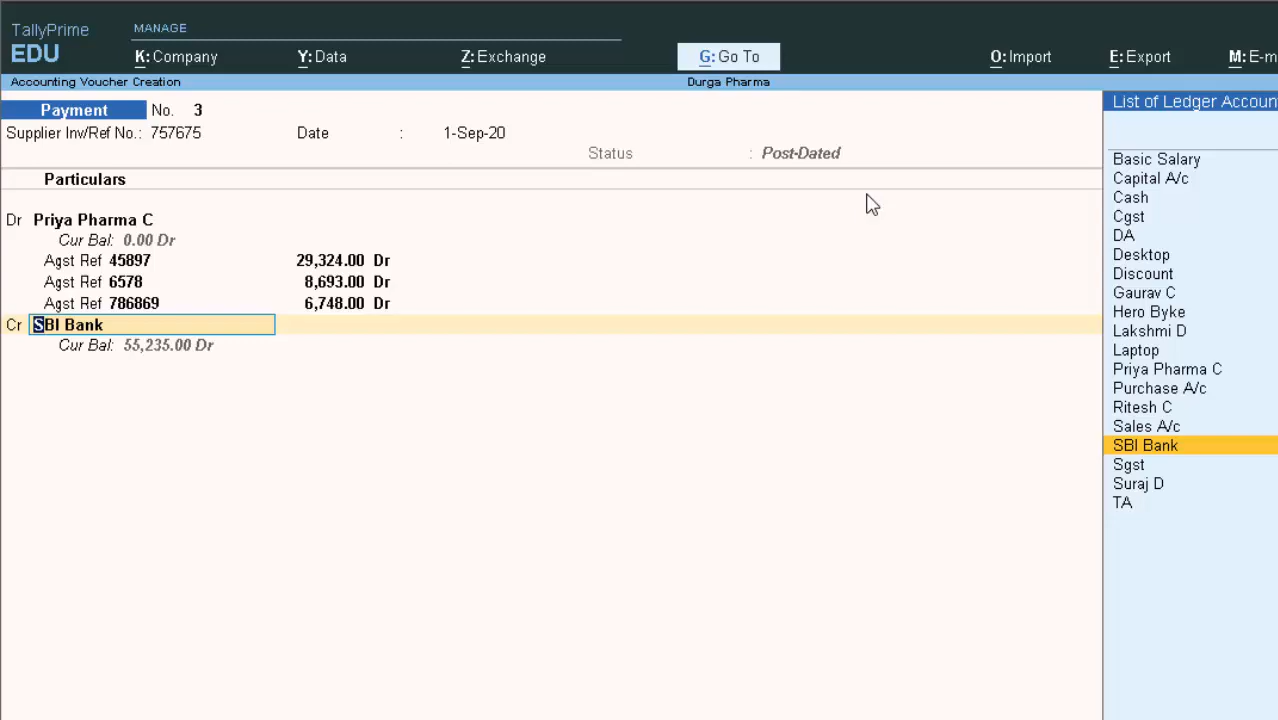 TallyPrime
EDU
MANAGE
K:Company
Y:Data
Z:Exchange
G:Go To
O:Import
E:Export
M:E-m
Accounting Voucher Creation
Durga Pharma
Payment No. 3
Supplier Inv/Ref No.: 757675 Date : 1-Sep-20
Status : Post-Dated
Particulars
Dr Priya Pharma C
Cur Bal: 0.00 Dr
Agst Ref 45897 29,324.00 Dr
Agst Ref 6578 8,693.00 Dr
Agst Ref 786869 6,748.00 Dr
Cr SBI Bank
Cur Bal: 55,235.00 Dr
List of Ledger Accoun
Basic Salary
Capital A/c
Cash
Cgst
DA
Desktop
Discount
Gaurav C
Hero Byke
Lakshmi D
Laptop
Priya Pharma C
Purchase A/c
Ritesh C
Sales A/c
SBI Bank
Sgst
Suraj D
TA